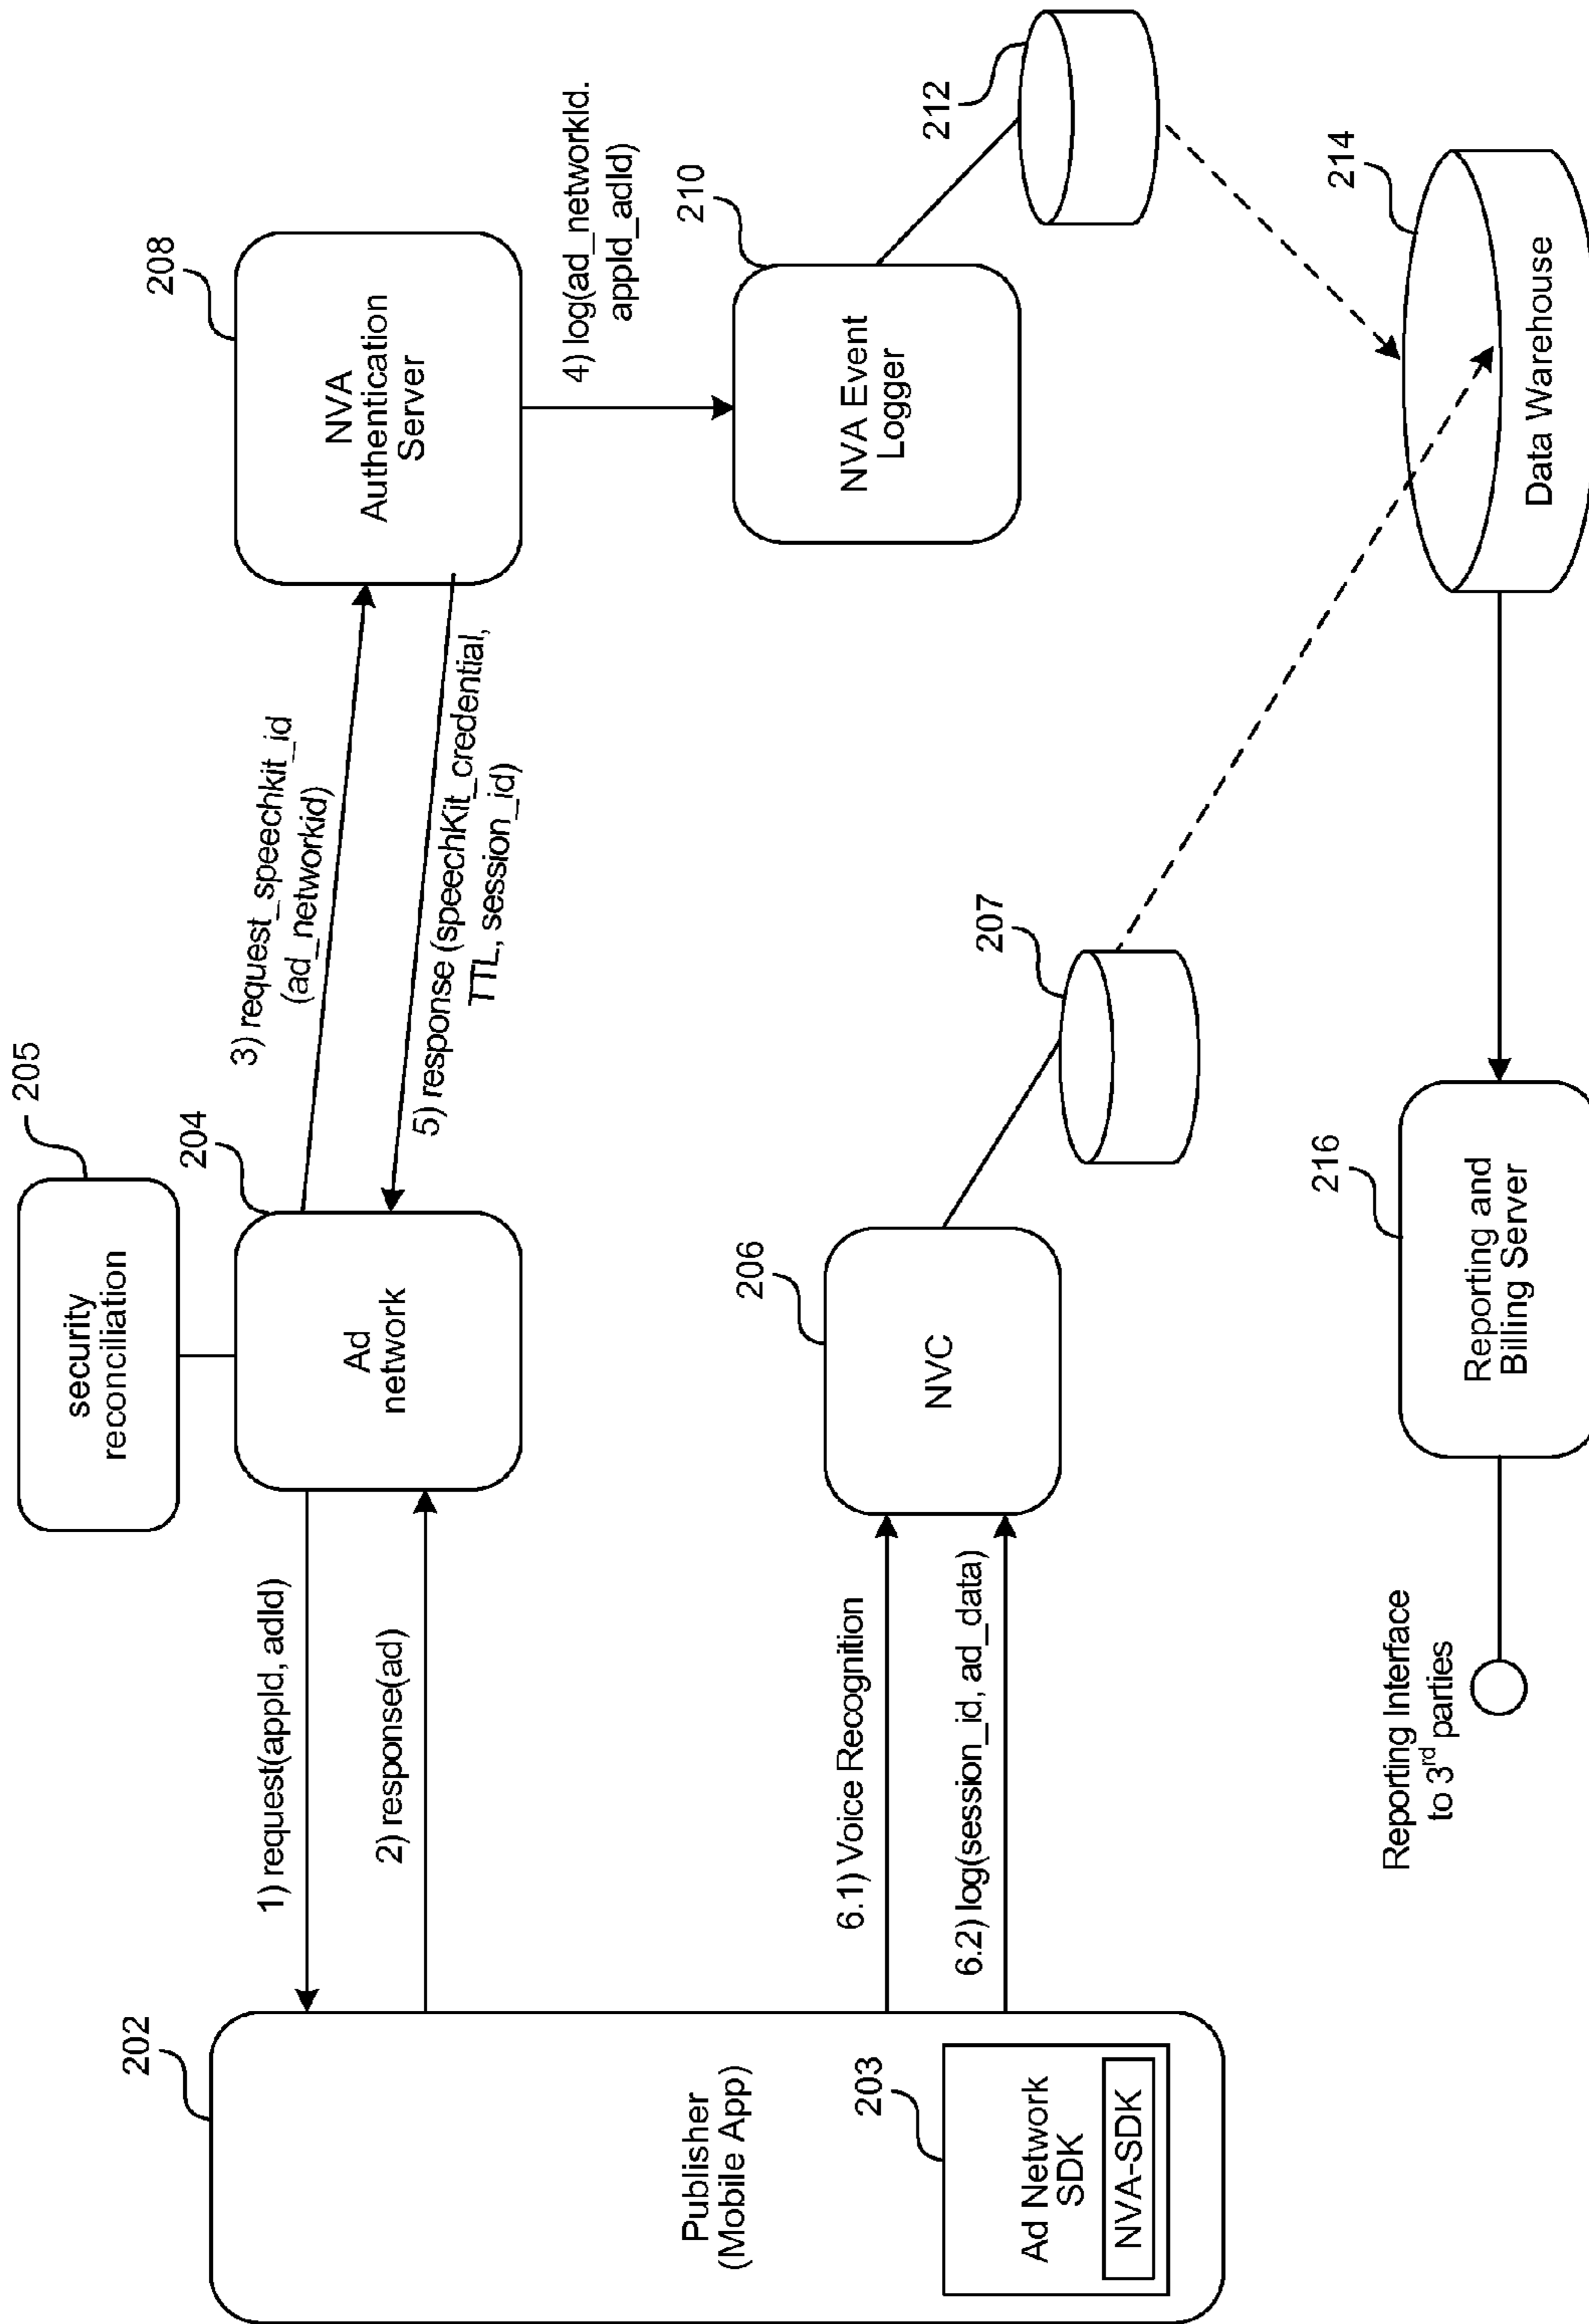 205
security
reconciliation
204
Ad
network
208
NVA
Authentication
Server
3) request_speechkit_id
(ad_networkid)
5) response (speechKit_credential,
TTL, session_id)
4) log(ad_networkId.
appId_adId)
210
NVA Event
Logger
212
202
Publisher
(Mobile App)
1) request(appId, adId)
2) response(ad)
203
Ad Network
SDK
NVA-SDK
6.1) Voice Recognition
6.2) log(session_id, ad_data)
206
NVC
207
214
Data Warehouse
216
Reporting and
Billing Server
Reporting Interface
to 3rd parties